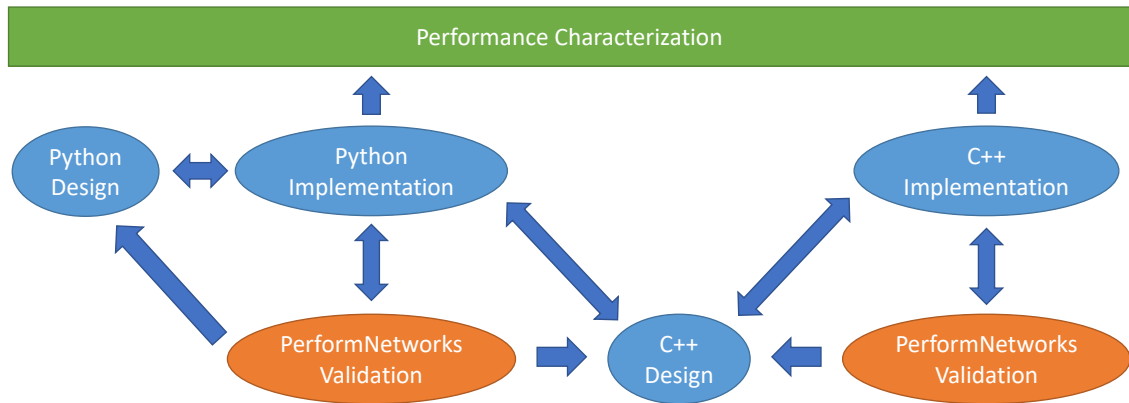 Performance Characterization
Python
Design
Python
Implementation
C++
Implementation
PerformNetworks
Validation
C++
Design
PerformNetworks
Validation